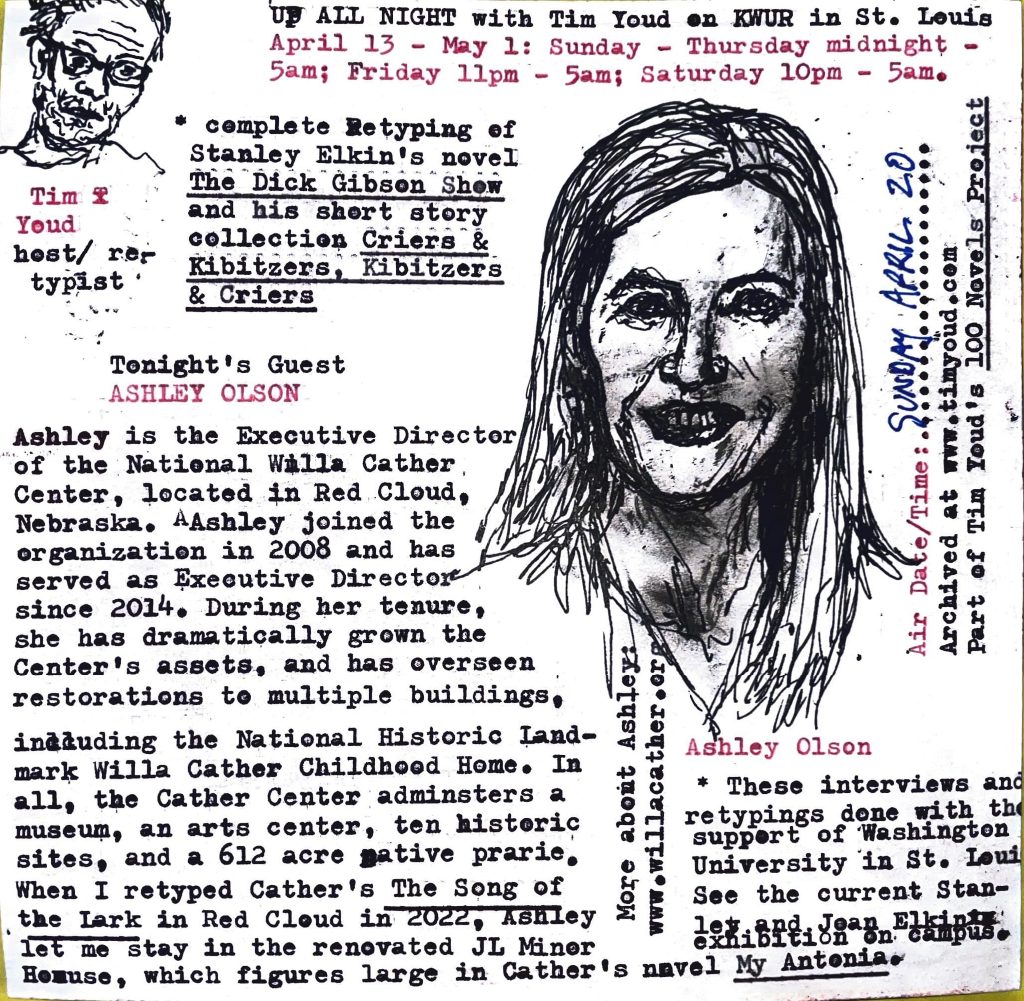 UP ALL NIGHT with Tim Youd on KWUR in St. Louis
April 13 - May 1: Sunday - Thursday midnight -
5am; Friday 11pm - 5am; Saturday 10pm - 5am.
* complete Retyping of
Stanley Elkin's novel
The Dick Gibson Show
and his short story
collection Criers &
Kibitzers, Kibitzers
& Criers
Tim
Youd
host/ re-
typist
Tonight's Guest
ASHLEY OLSON
Ashley is the Executive Director
of the National Willa Cather
Center, located in Red Cloud,
Nebraska. Ashley joined the
organization in 2008 and has
served as Executive Director
since 2014. During her tenure,
she has dramatically grown the
Center's assets, and has overseen
restorations to multiple buildings,
including the National Historic Land-
mark Willa Cather Childhood Home. In
all, the Cather Center adminsters a
museum, an arts center, ten historic
sites, and a 612 acre native prarie.
When I retyped Cather's The Song of
the Lark in Red Cloud in 2022, Ashley
let me stay in the renovated JL Minor
House, which figures large in Cather's novel My Antonia.
More about Ashley:
www.willacather.org
Ashley Olson
* These interviews and
retypings done with the
support of Washington
University in St. Loui
See the current Stan-
ley and Joan Elkin
exhibition on campus.
Air Date/Time: SUNDAY APRIL 20
Archived at www.timyoud.com
Part of Tim Youd's 100 Novels Project